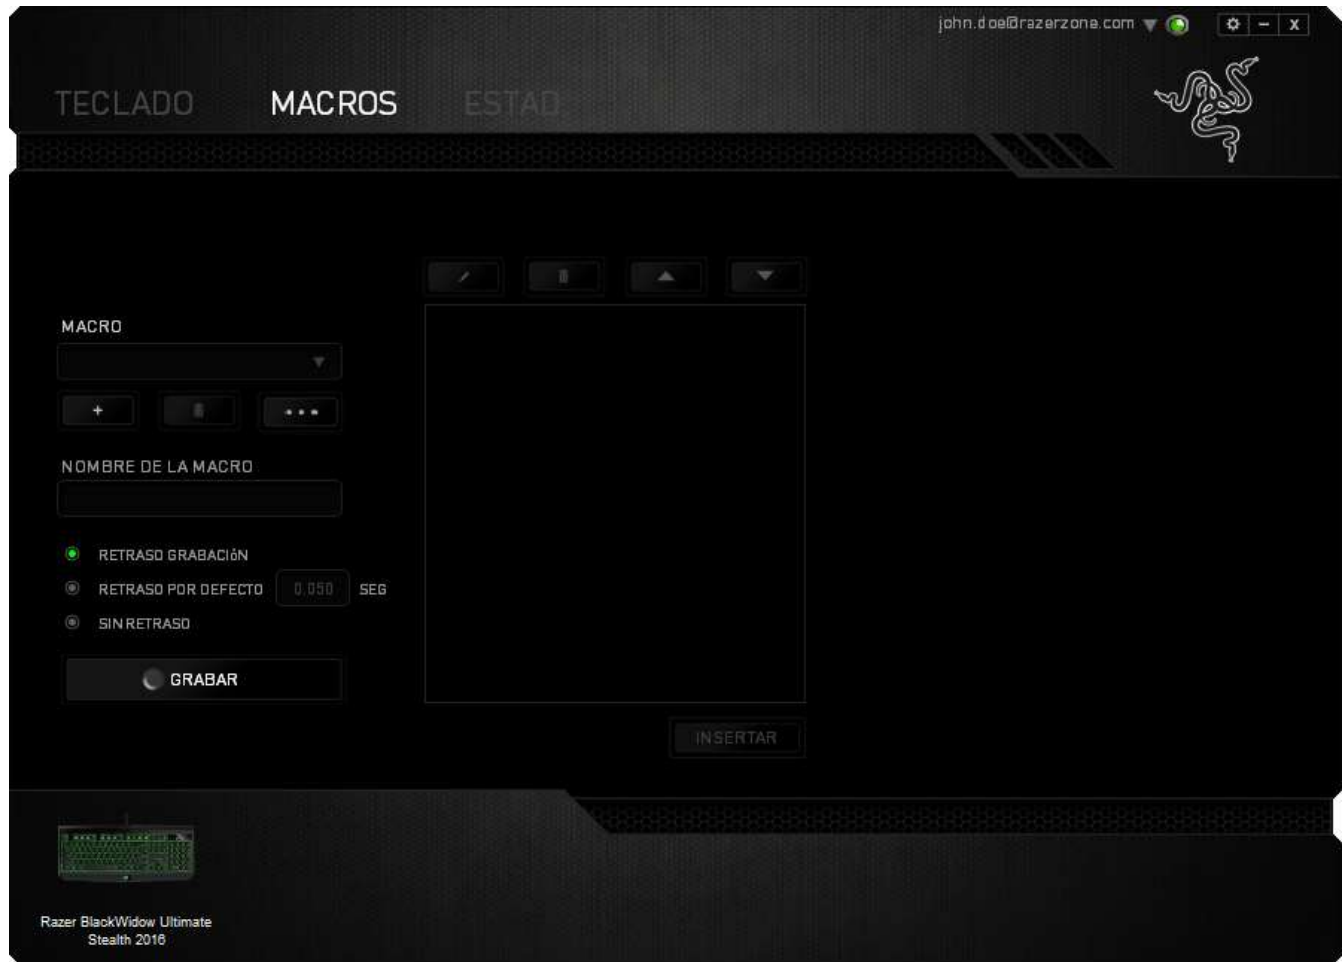 john.doe@razerzone.com
TECLADO MACROS ESTAD.
MACRO
NOMBRE DE LA MACRO
RETRASO GRABACIóN
RETRASO POR DEFECTO 0.050 SEG
SIN RETRASO
GRABAR
INSERTAR
Razer BlackWidow Ultimate
Stealth 2016